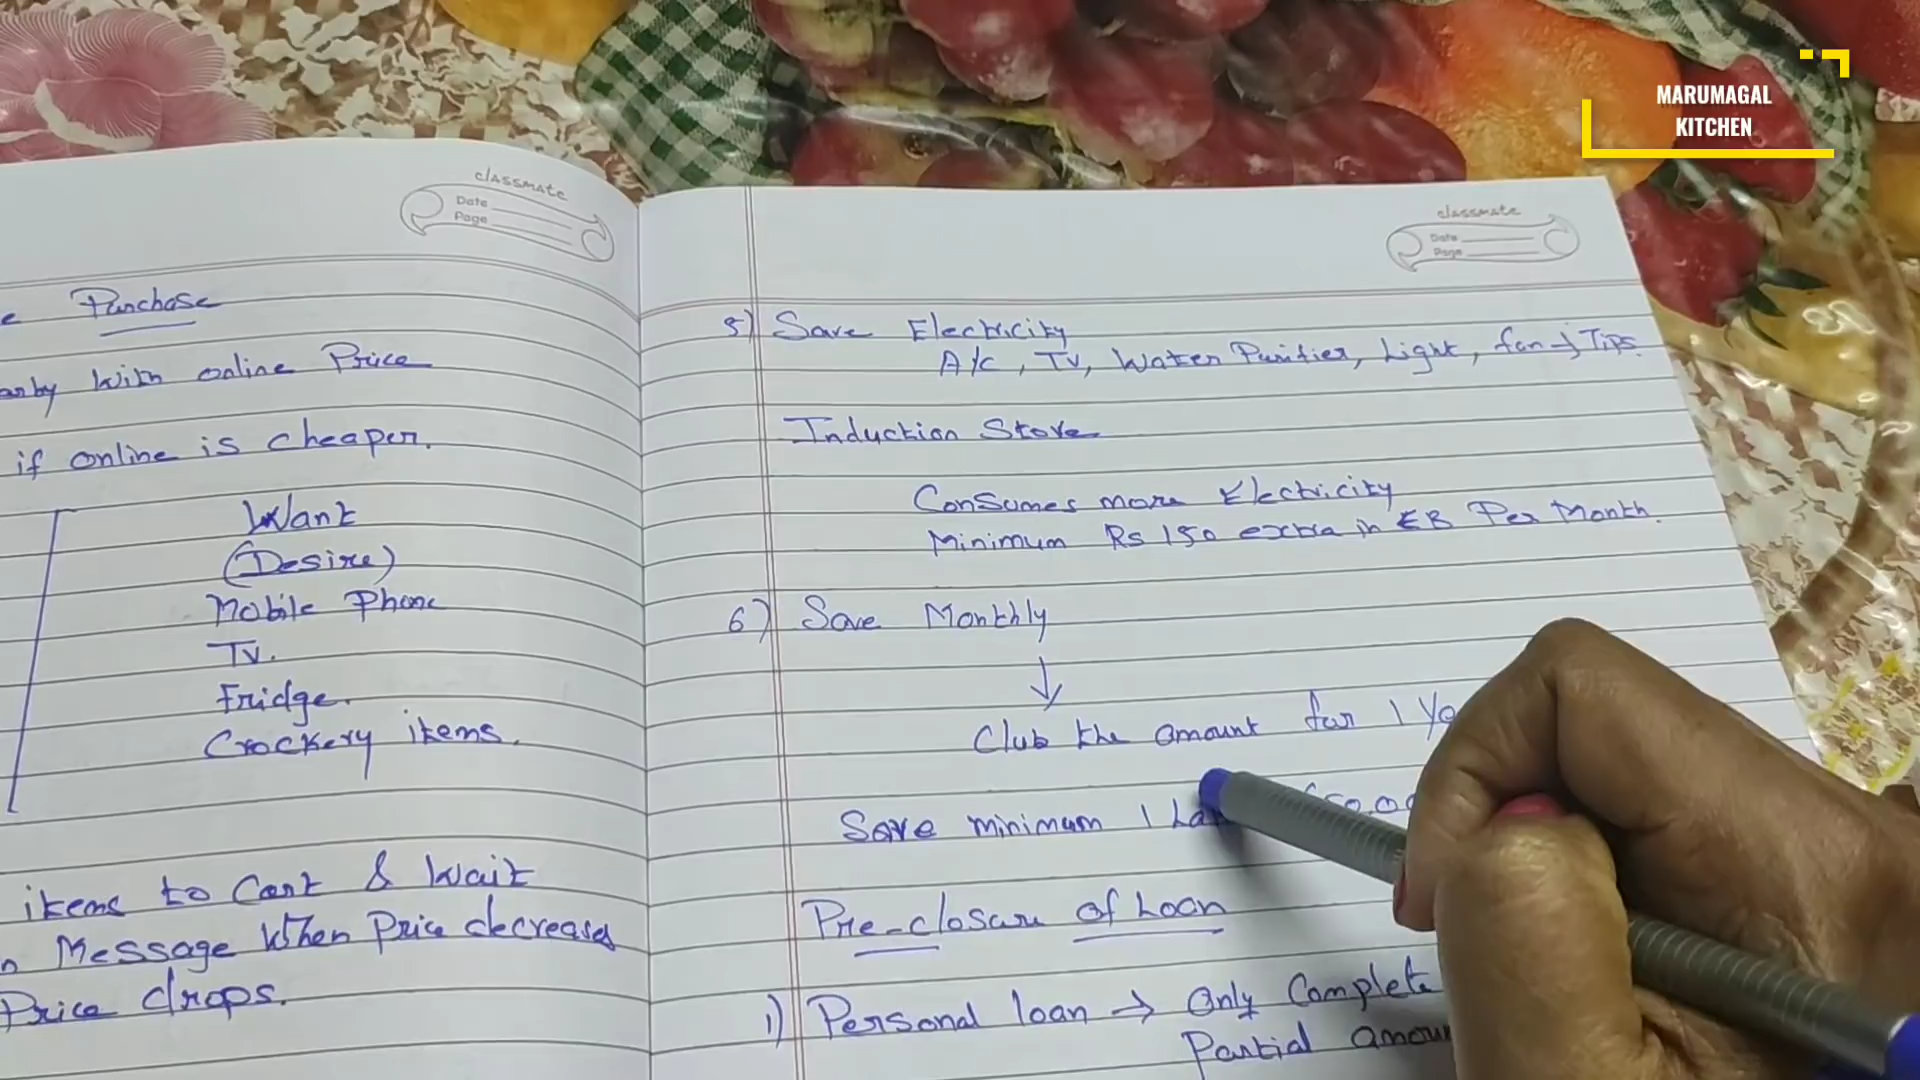 MARUMAGAL
KITCHEN
classmate
Date
Page
Purchase
with online Price
if online is cheaper.
Want
(Desire)
Mobile Phone
TV.
Fridge.
Crockery items.
items to Cart & Wait
Message When Price decreases
Price drops.
classmate
Date
Page
5) Save Electricity
A/C, TV, Water Purifier, Light, fan → Tips
Induction Stove
Consumes more Electricity
Minimum Rs 150 extra in EB Per Month.
6) Save Monthly
↓
Club the amount for 1
Save minimum 1
Pre-closure of Loan
1) Personal loan → Only Complete
Partial